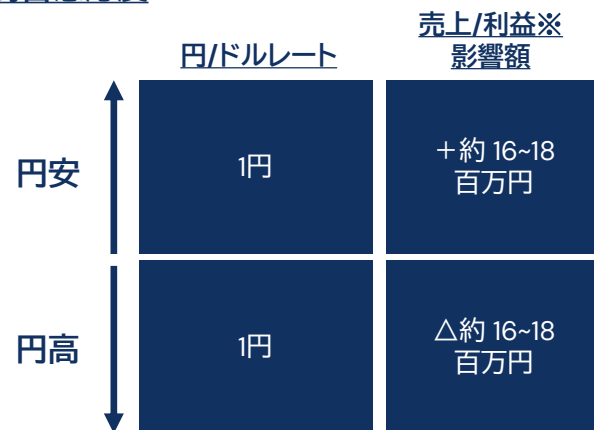 円/ドルレート
売上/利益※
影響額
円安
1円
＋約 16~18
百万円
円高
1円
△約 16~18
百万円